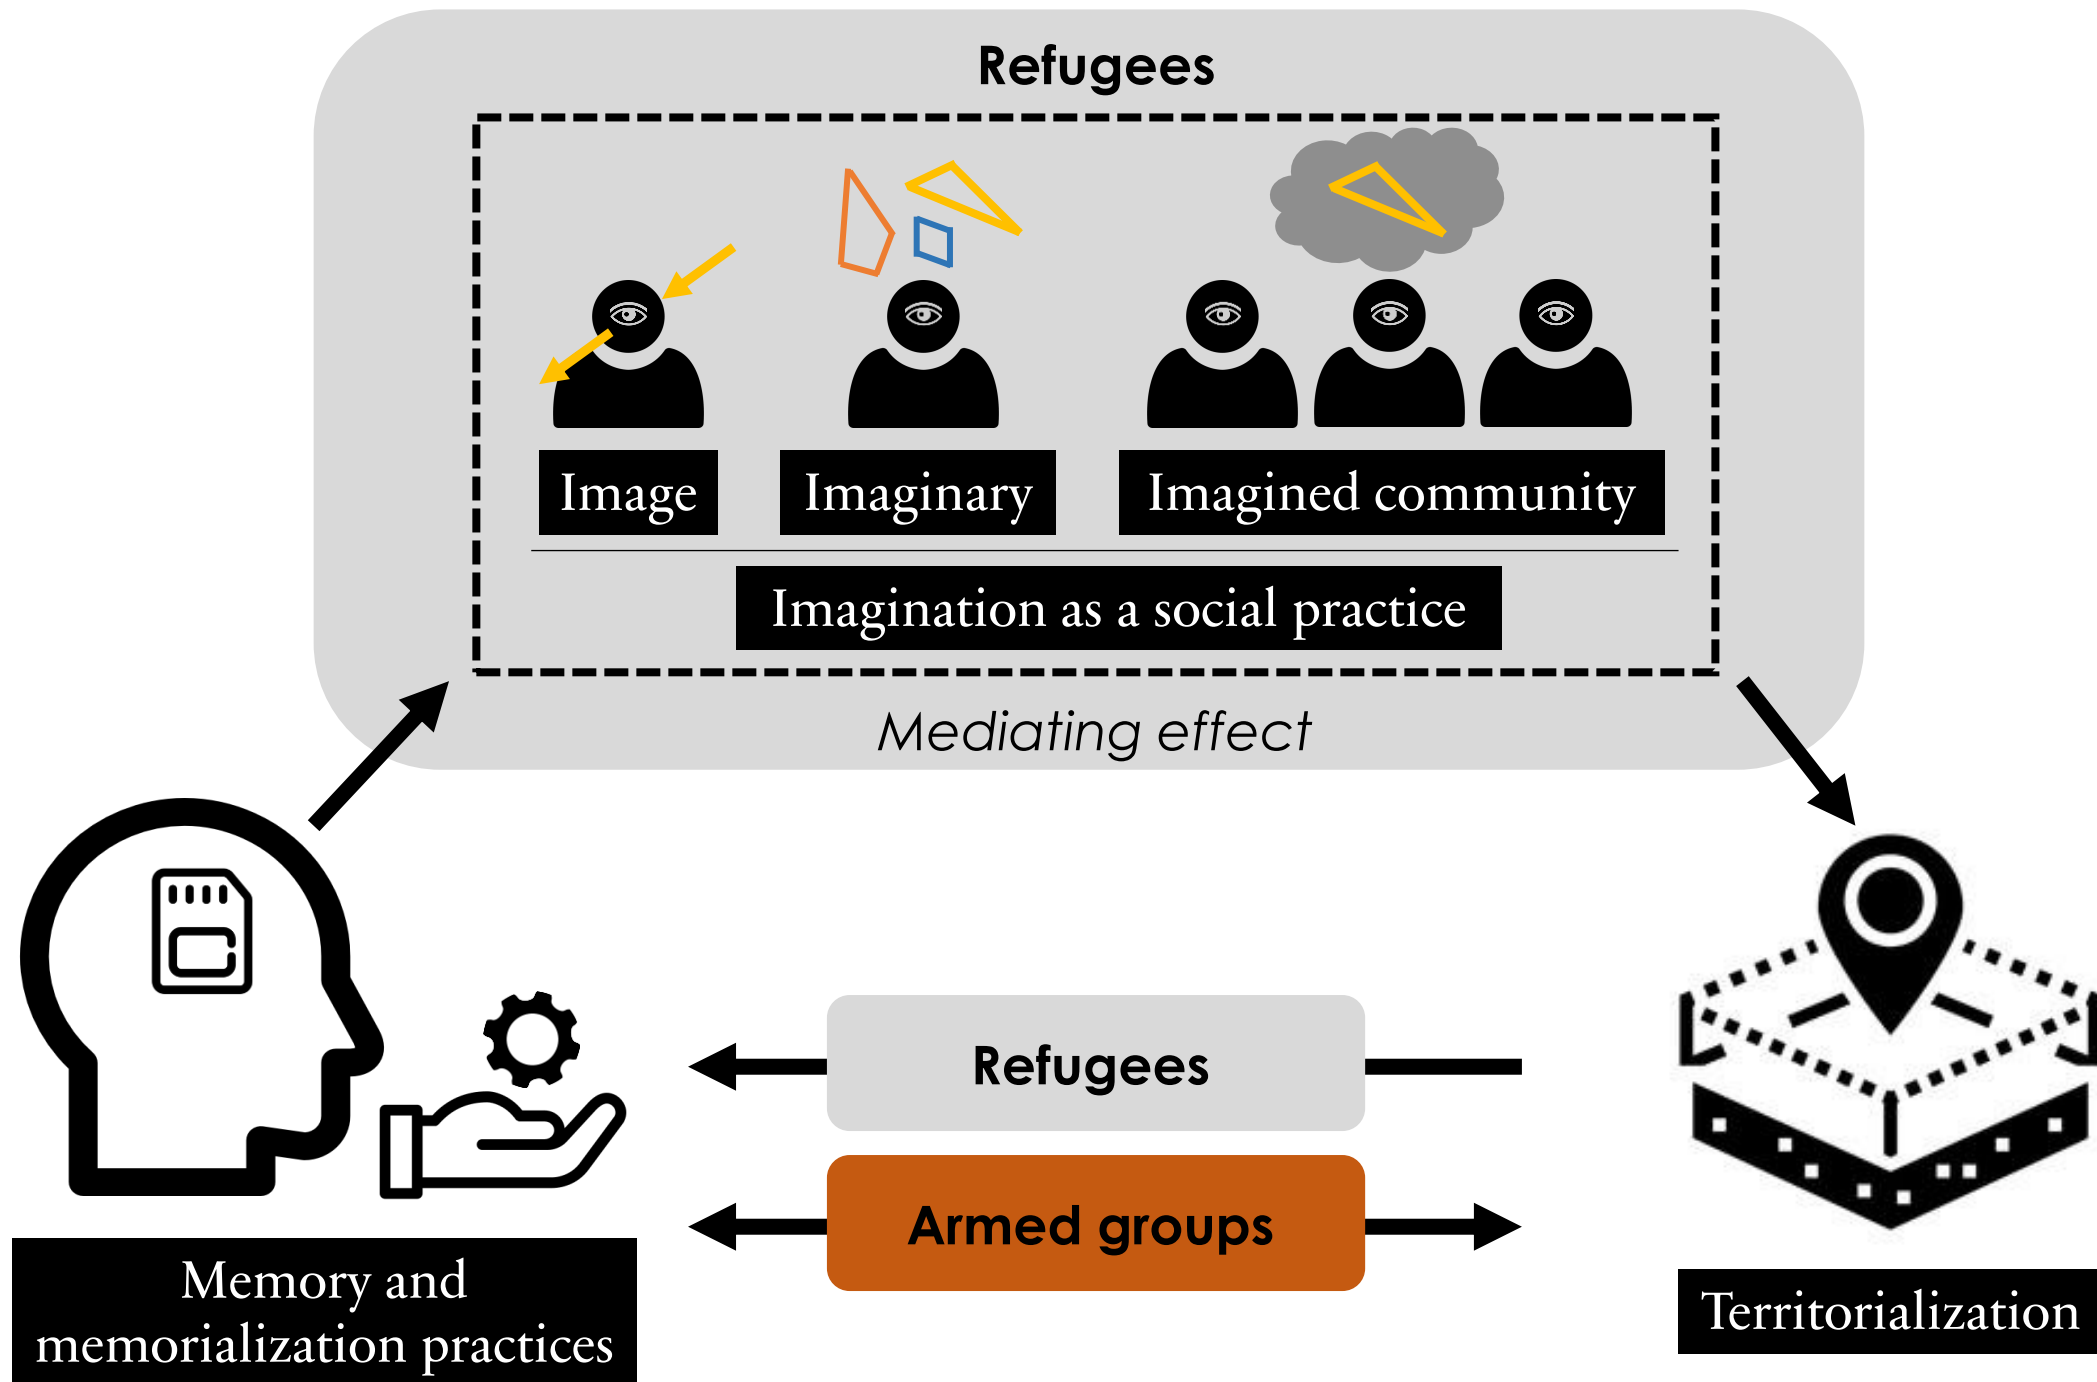 Refugees
Image
Imaginary
Imagined community
Imagination as a social practice
Mediating effect
Refugees
Armed groups
Memory and
memorialization practices
Territorialization